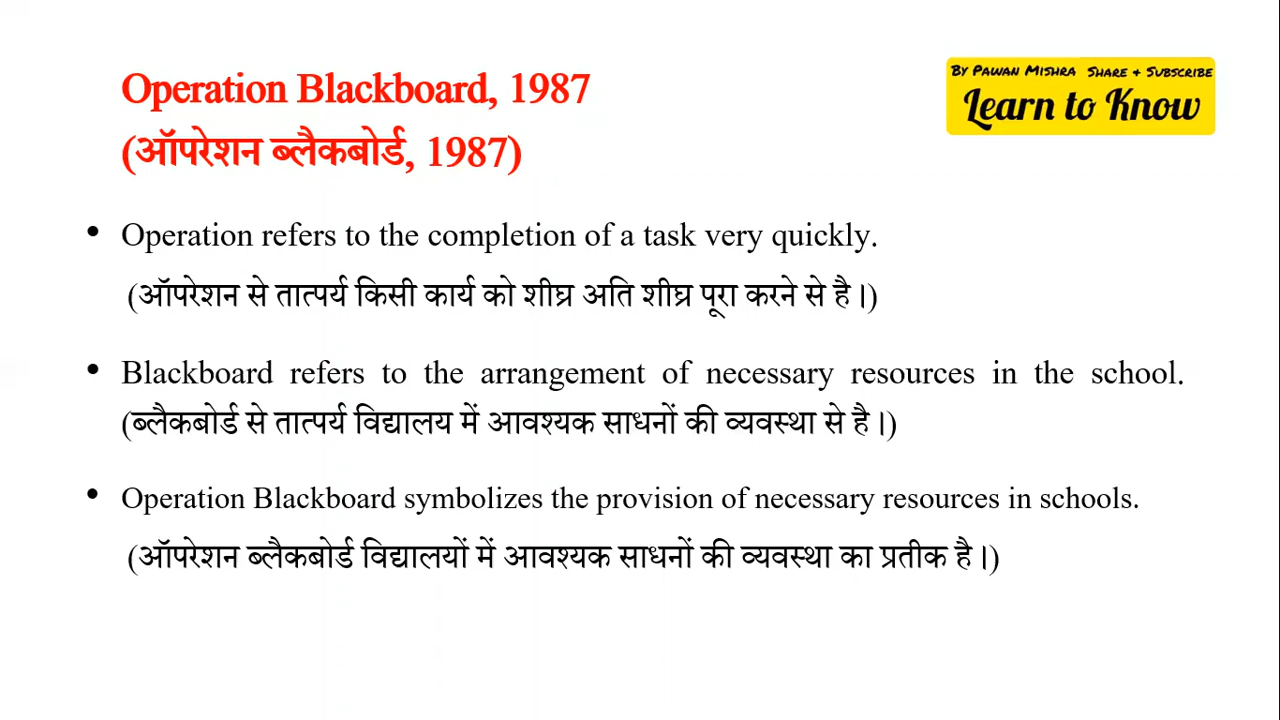 Operation Blackboard, 1987
(ऑपरेशन ब्लैकबोर्ड, 1987)
By Pawan Mishra Share + Subscribe
Learn to Know
• Operation refers to the completion of a task very quickly.
(ऑपरेशन से तात्पर्य किसी कार्य को शीघ्र अति शीघ्र पूरा करने से है।)
• Blackboard refers to the arrangement of necessary resources in the school.
(ब्लैकबोर्ड से तात्पर्य विद्यालय में आवश्यक साधनों की व्यवस्था से है।)
• Operation Blackboard symbolizes the provision of necessary resources in schools.
(ऑपरेशन ब्लैकबोर्ड विद्यालयों में आवश्यक साधनों की व्यवस्था का प्रतीक है।)